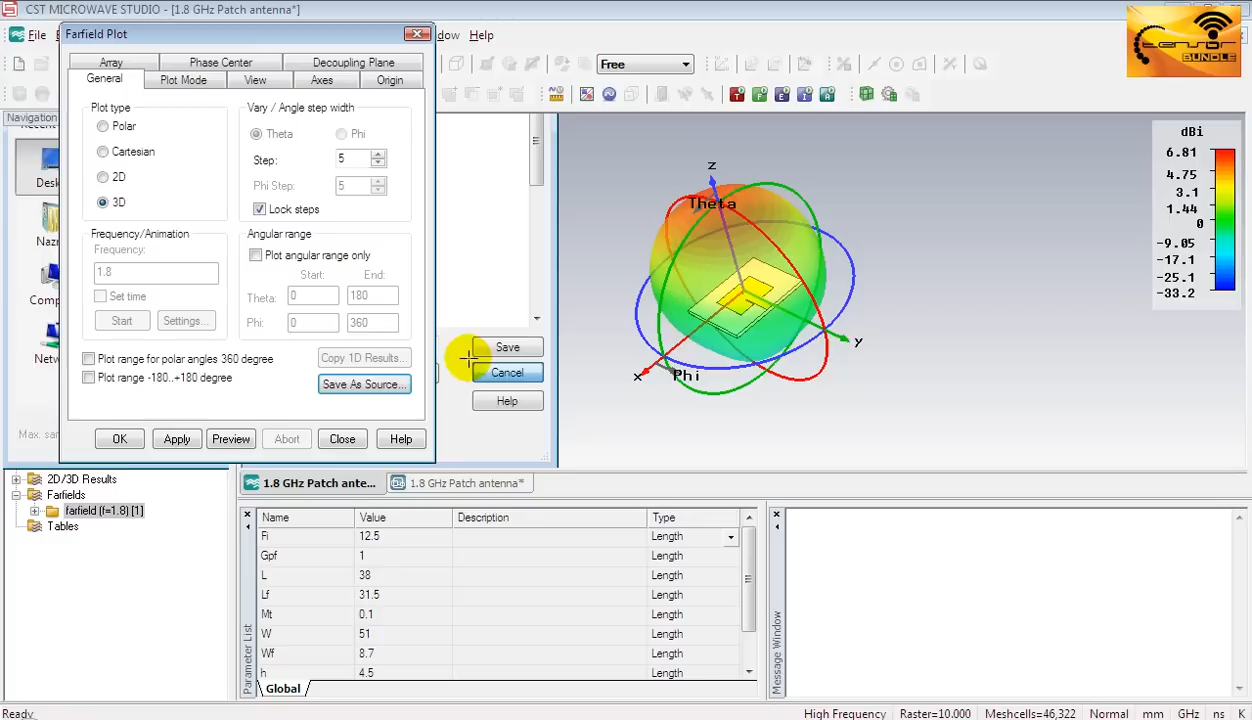 CST MICROWAVE STUDIO - [1.8 GHz Patch antenna*]
File
dow Help
Free
T F E I A
Tensor
BUNDLE
Navigation
Desk
Nazr
Comp
Netw
Max. sar
Farfield Plot
Array Phase Center Decoupling Plane
General Plot Mode View Axes Origin
Plot type
Polar
Cartesian
2D
3D
Vary / Angle step width
Theta Phi
Step: 5
Phi Step: 5
Lock steps
Frequency/Animation
Frequency:
1.8
Set time
Start Settings...
Angular range
Plot angular range only
Start: End:
Theta: 0 180
Phi: 0 360
Plot range for polar angles 360 degree
Plot range -180..+180 degree
Copy 1D Results...
Save As Source...
OK Apply Preview Abort Close Help
Save
Cancel
Help
z
Theta
y
x
Phi
dBi
6.81
4.75
3.1
1.44
0
-9.05
-17.1
-25.1
-33.2
2D/3D Results
Farfields
farfield (f=1.8) [1]
Tables
1.8 GHz Patch ante... 1.8 GHz Patch antenna*
Parameter List
Name Value Description Type
Fi 12.5 Length
Gpf 1 Length
L 38 Length
Lf 31.5 Length
Mt 0.1 Length
W 51 Length
Wf 8.7 Length
h 4.5 Length
Global
Message Window
Ready
High Frequency Raster=10.000 Meshcells=46,322 Normal mm GHz ns K